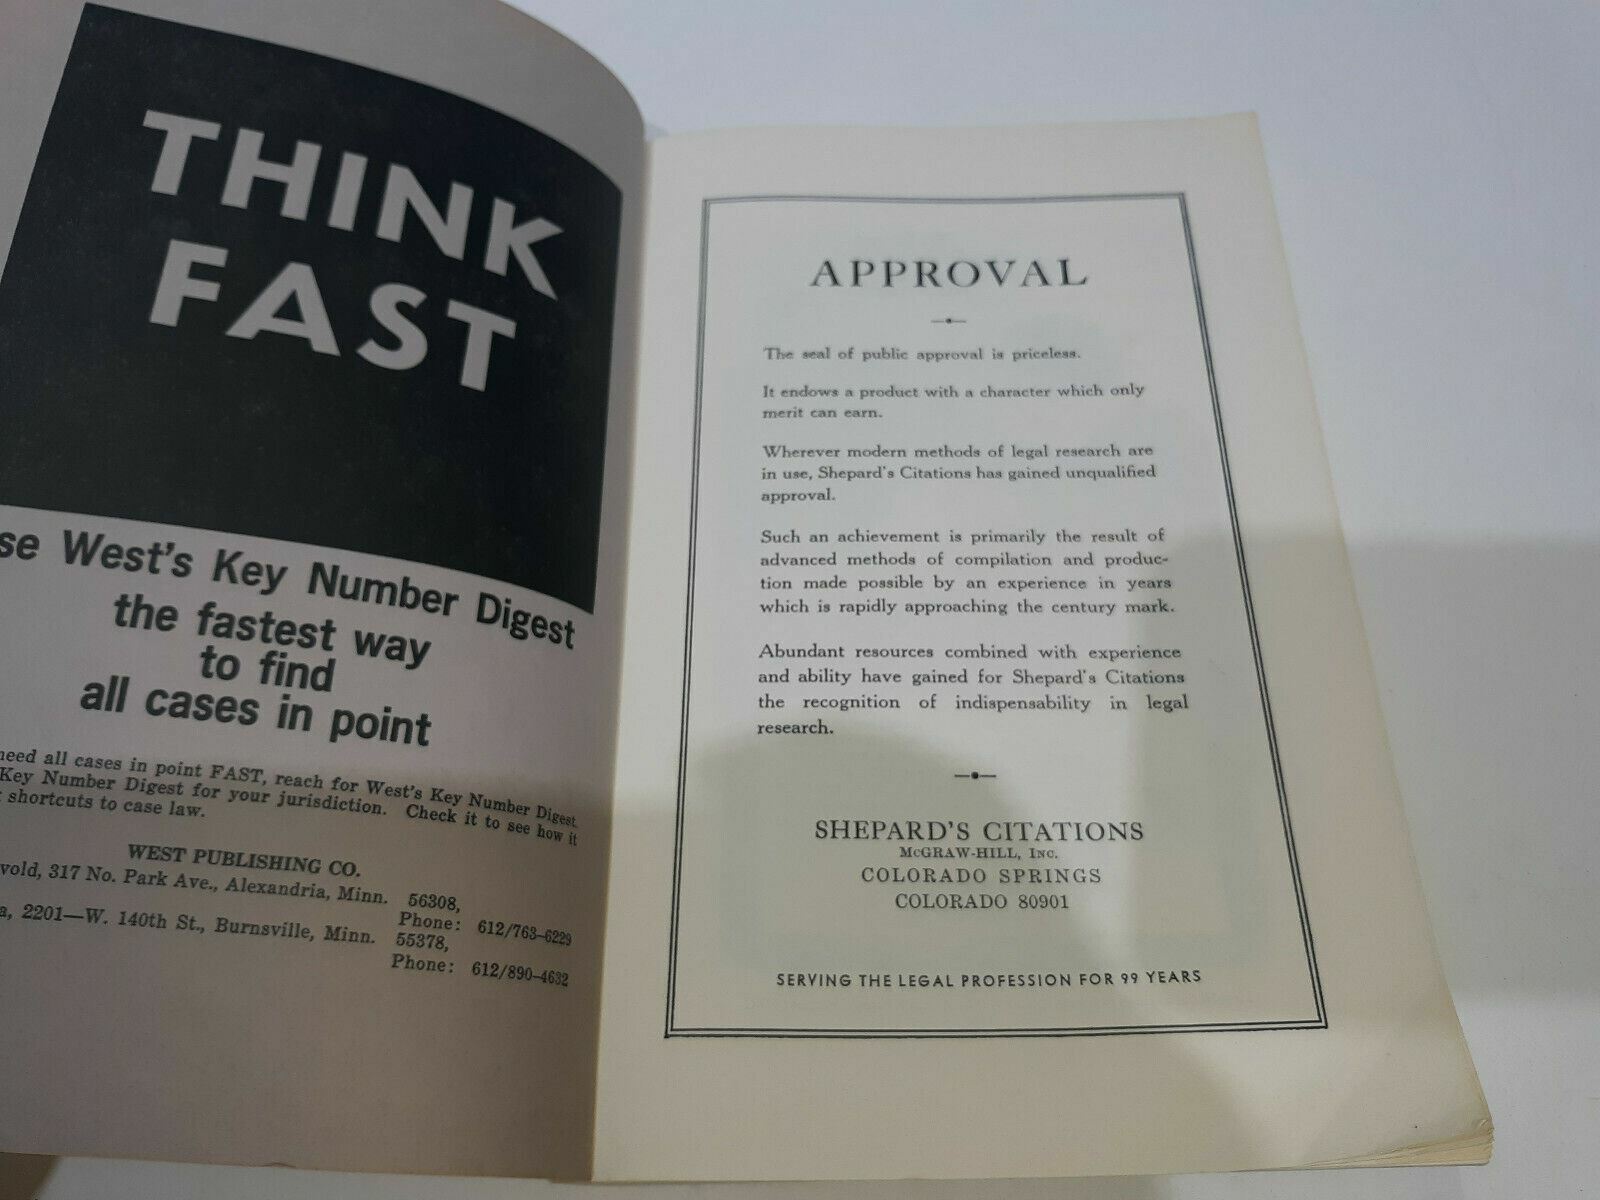 THINK
FAST
se West's Key Number Digest
the fastest way
to find
all cases in point
need all cases in point FAST, reach for West's Key Number Digest
Key Number Digest for your jurisdiction. Check it to see how it
shortcuts to case law.
WEST PUBLISHING CO.
vold, 317 No. Park Ave., Alexandria, Minn. 56308,
Phone: 612/763-6229
a, 2201—W. 140th St., Burnsville, Minn. 55378,
Phone: 612/890-4632
APPROVAL
The seal of public approval is priceless.
It endows a product with a character which only
merit can earn.
Wherever modern methods of legal research are
in use, Shepard's Citations has gained unqualified
approval.
Such an achievement is primarily the result of
advanced methods of compilation and produc-
tion made possible by an experience in years
which is rapidly approaching the century mark.
Abundant resources combined with experience
and ability have gained for Shepard's Citations
the recognition of indispensability in legal
research.
SHEPARD'S CITATIONS
McGRAW-HILL, INC.
COLORADO SPRINGS
COLORADO 80901
SERVING THE LEGAL PROFESSION FOR 99 YEARS